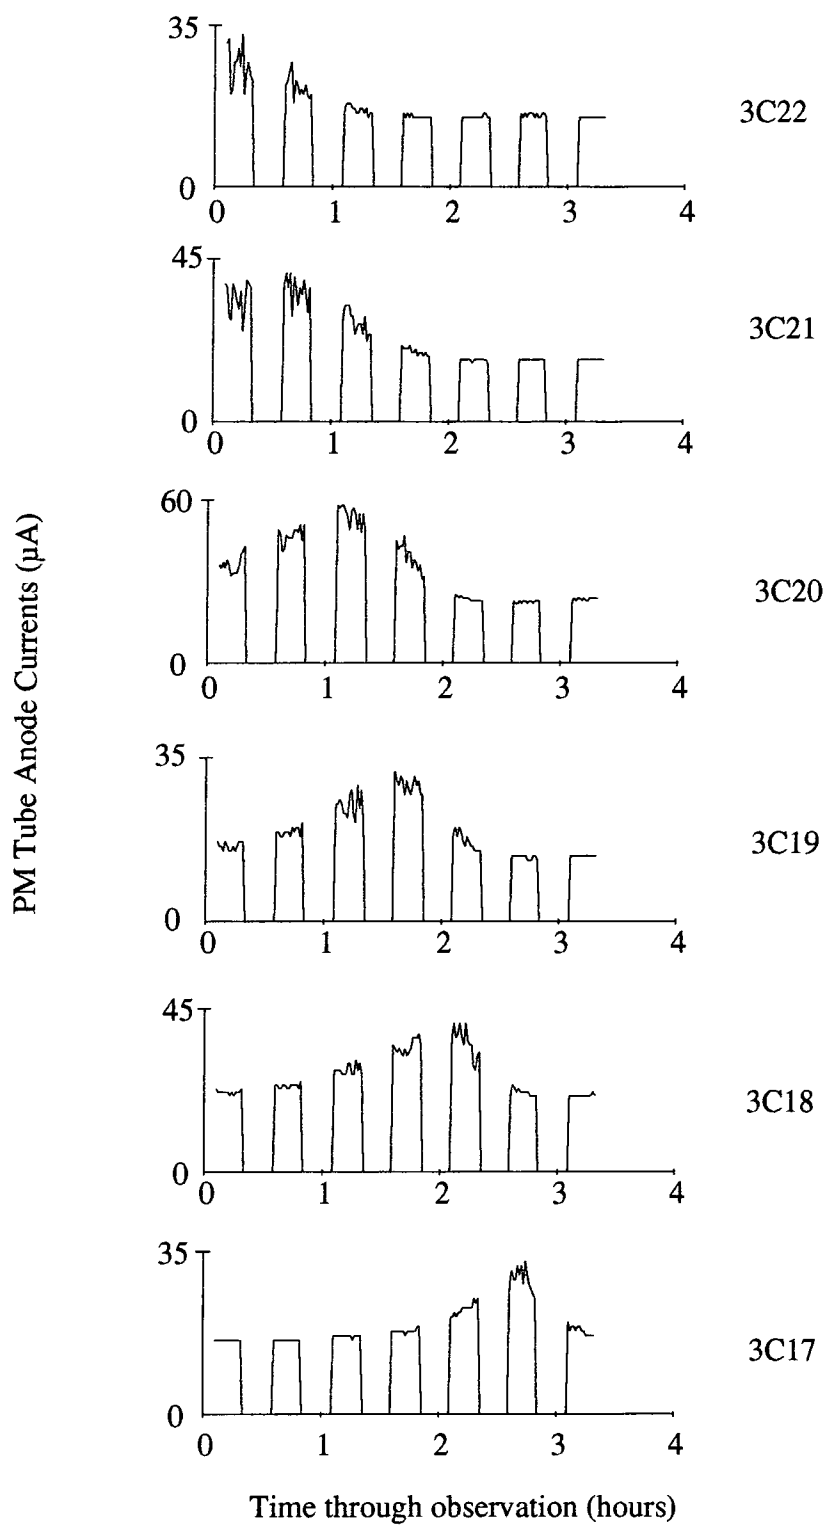 35
0
0 1 2 3 4
3C22
45
0
0 1 2 3 4
3C21
60
0
0 1 2 3 4
3C20
35
0
0 1 2 3 4
3C19
45
0
0 1 2 3 4
3C18
35
0
0 1 2 3 4
3C17
PM Tube Anode Currents (μA)
Time through observation (hours)